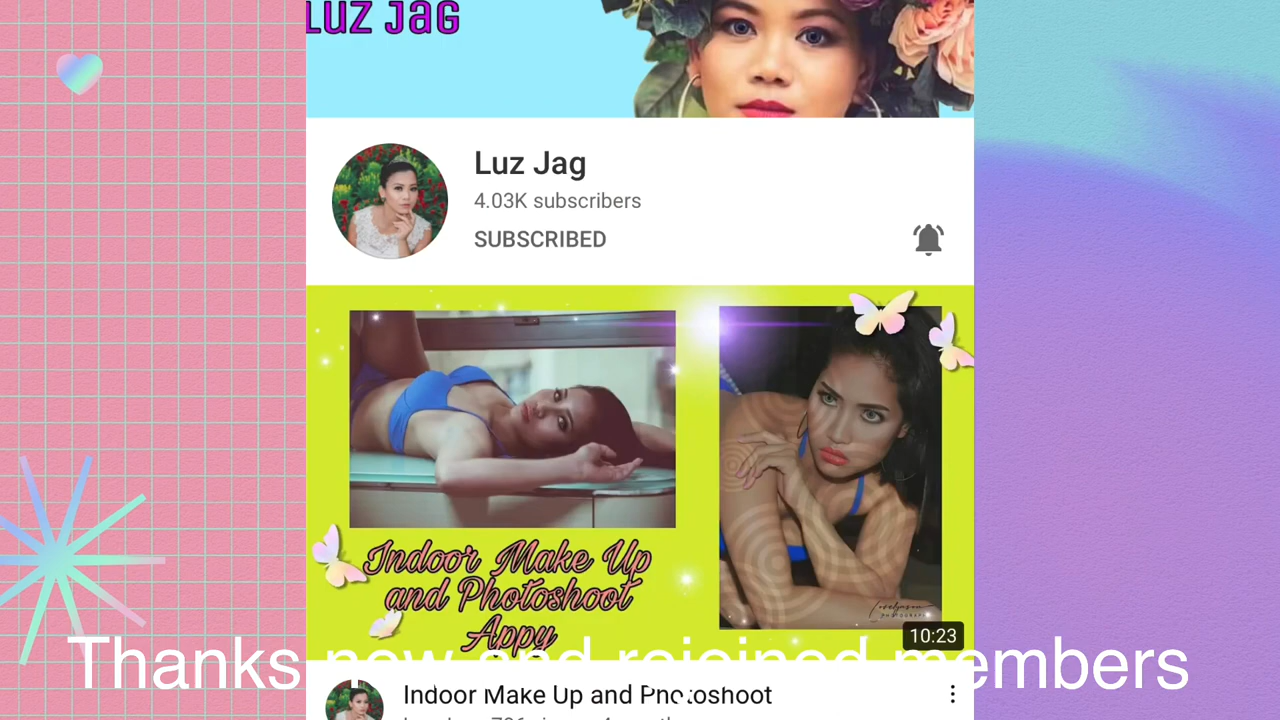 Luz Jag
Luz Jag
4.03K subscribers
SUBSCRIBED
Indoor Make Up
and Photoshoot
Appy
10:23
Thanks new and rejoined members
Indoor Make Up and Photoshoot